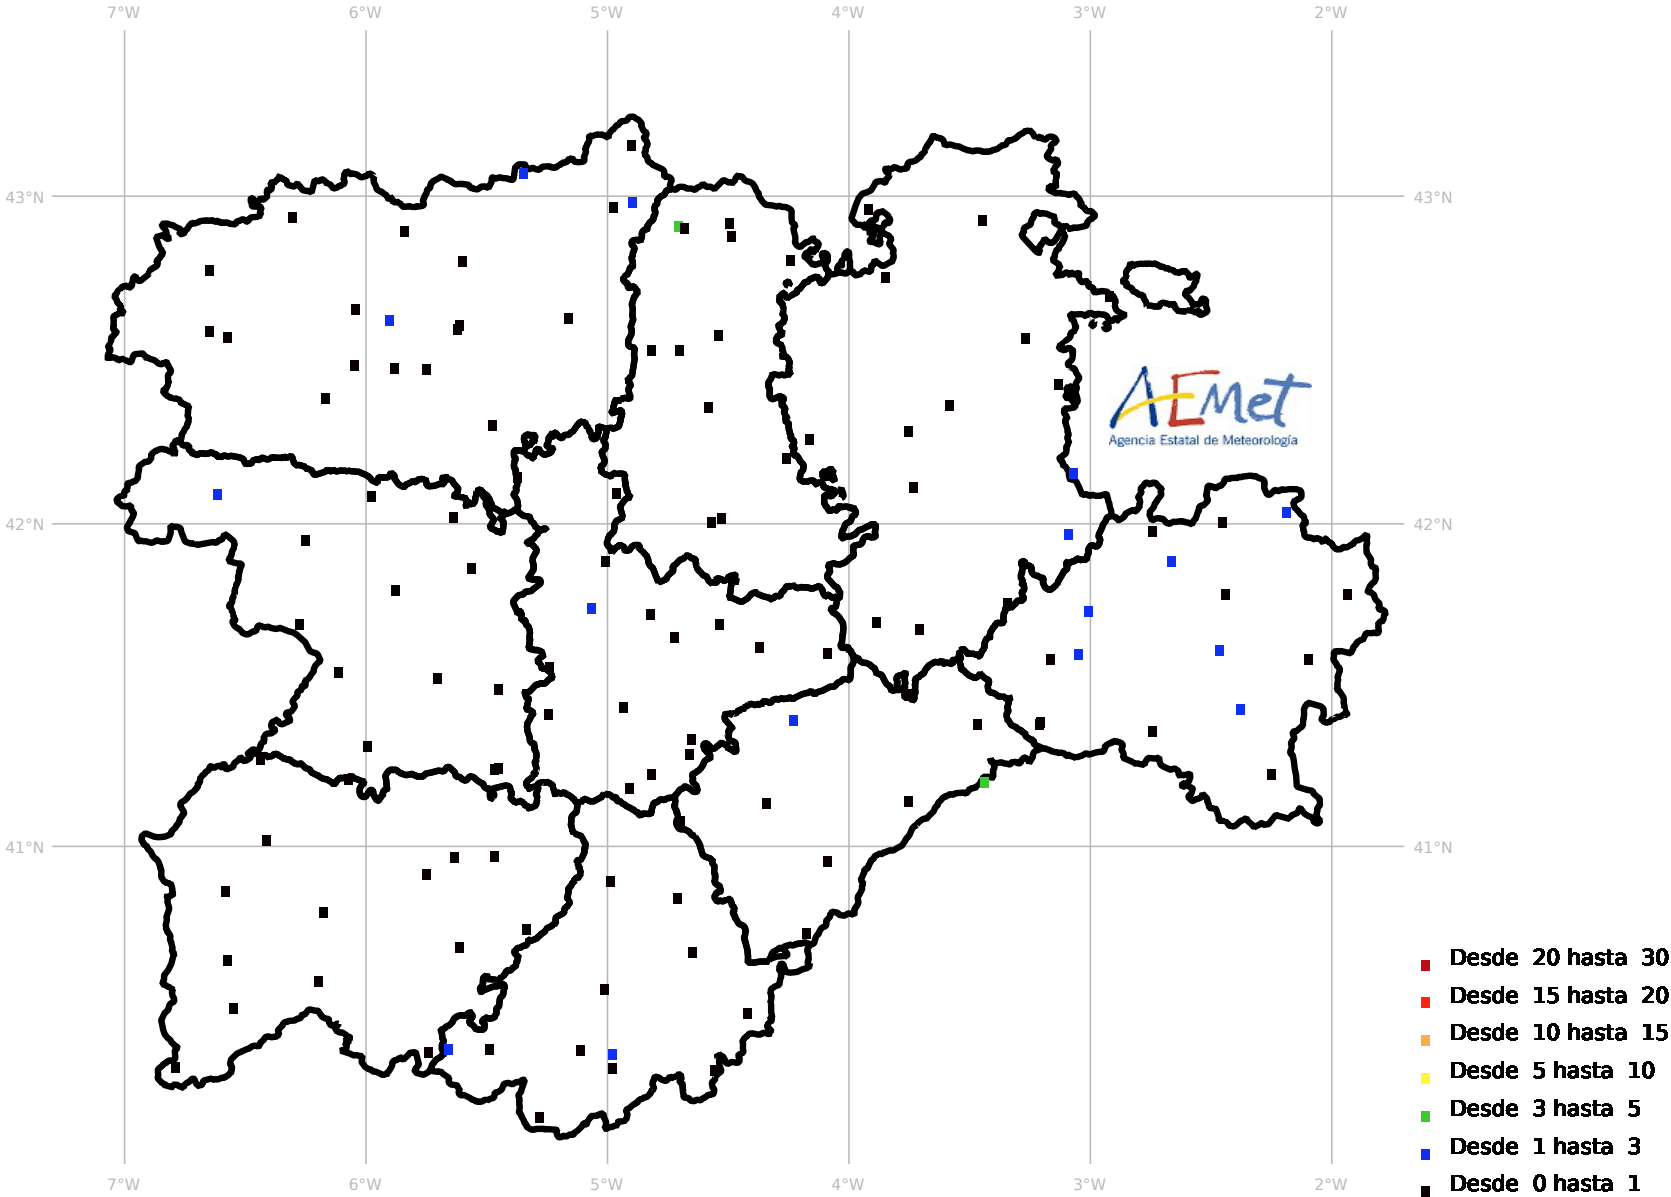 7°W 6°W 5°W 4°W 3°W 2°W
43°N 43°N
AEMet
Agencia Estatal de Meteorología
42°N 42°N
41°N 41°N
Desde 20 hasta 30
Desde 15 hasta 20
Desde 10 hasta 15
Desde 5 hasta 10
Desde 3 hasta 5
Desde 1 hasta 3
Desde 0 hasta 1
7°W 6°W 5°W 4°W 3°W 2°W